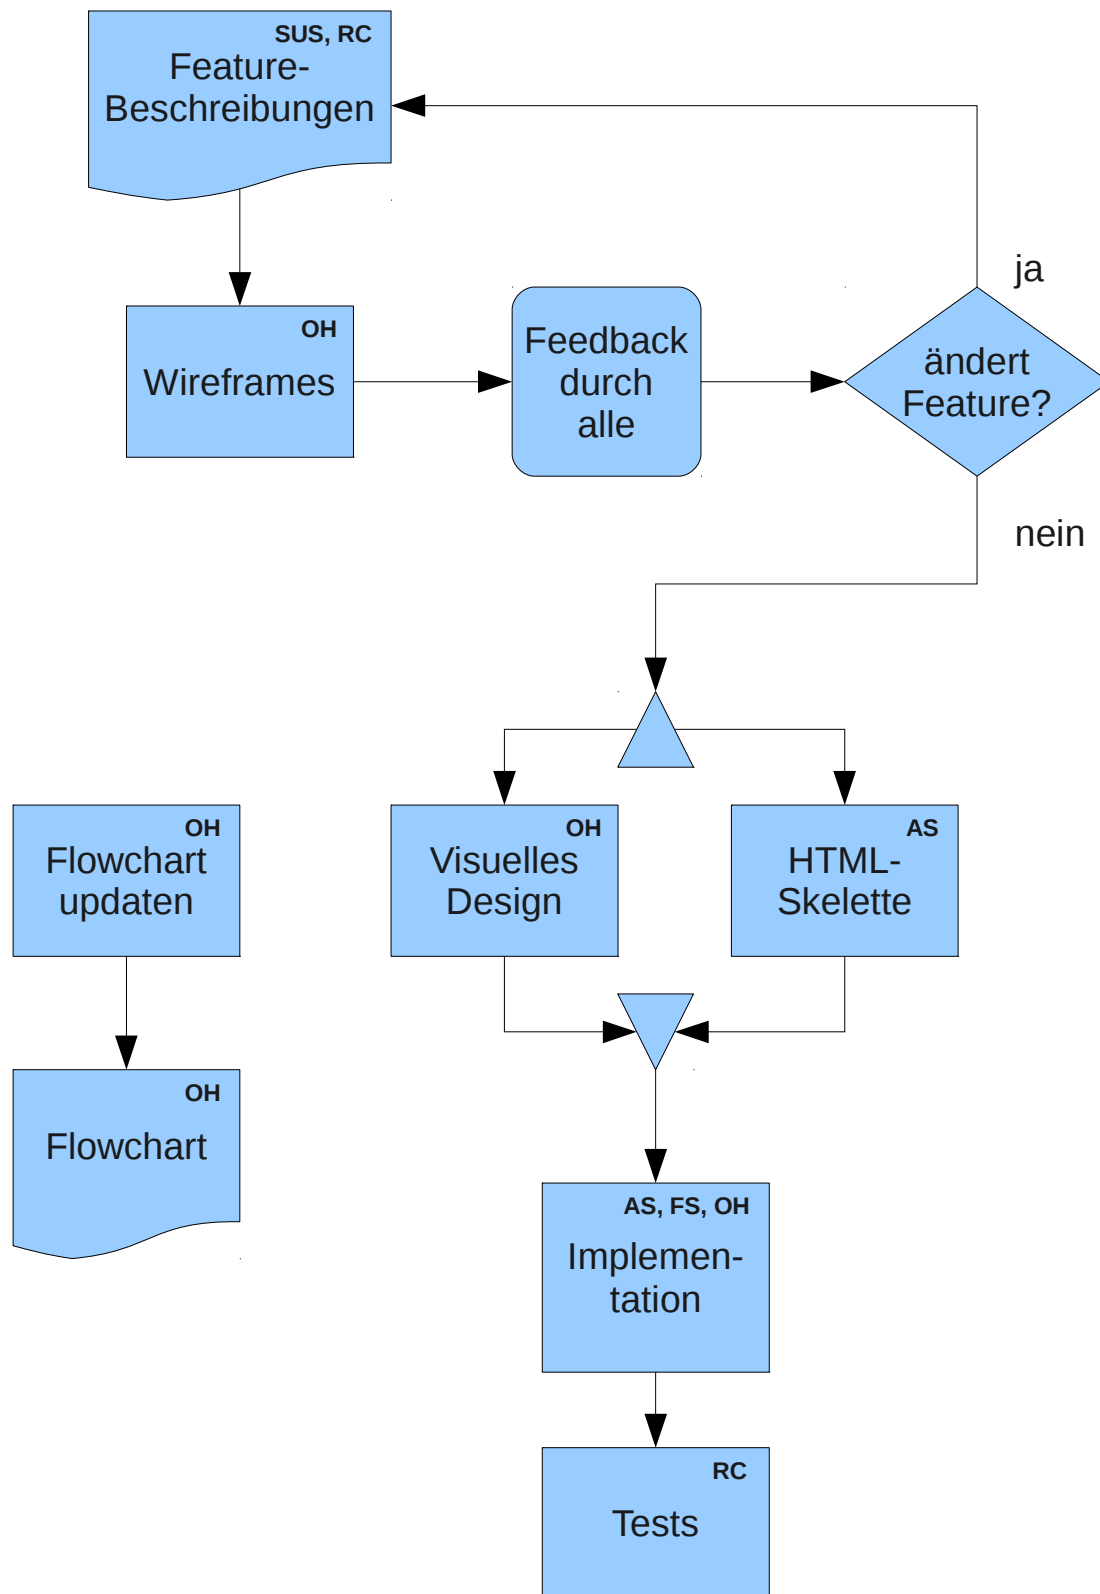 SUS, RC
Feature-
Beschreibungen
ja
OH
Wireframes
Feedback
durch
alle
ändert
Feature?
nein
OH
Flowchart
updaten
OH
Visuelles
Design
AS
HTML-
Skelette
OH
Flowchart
AS, FS, OH
Implemen-
tation
RC
Tests